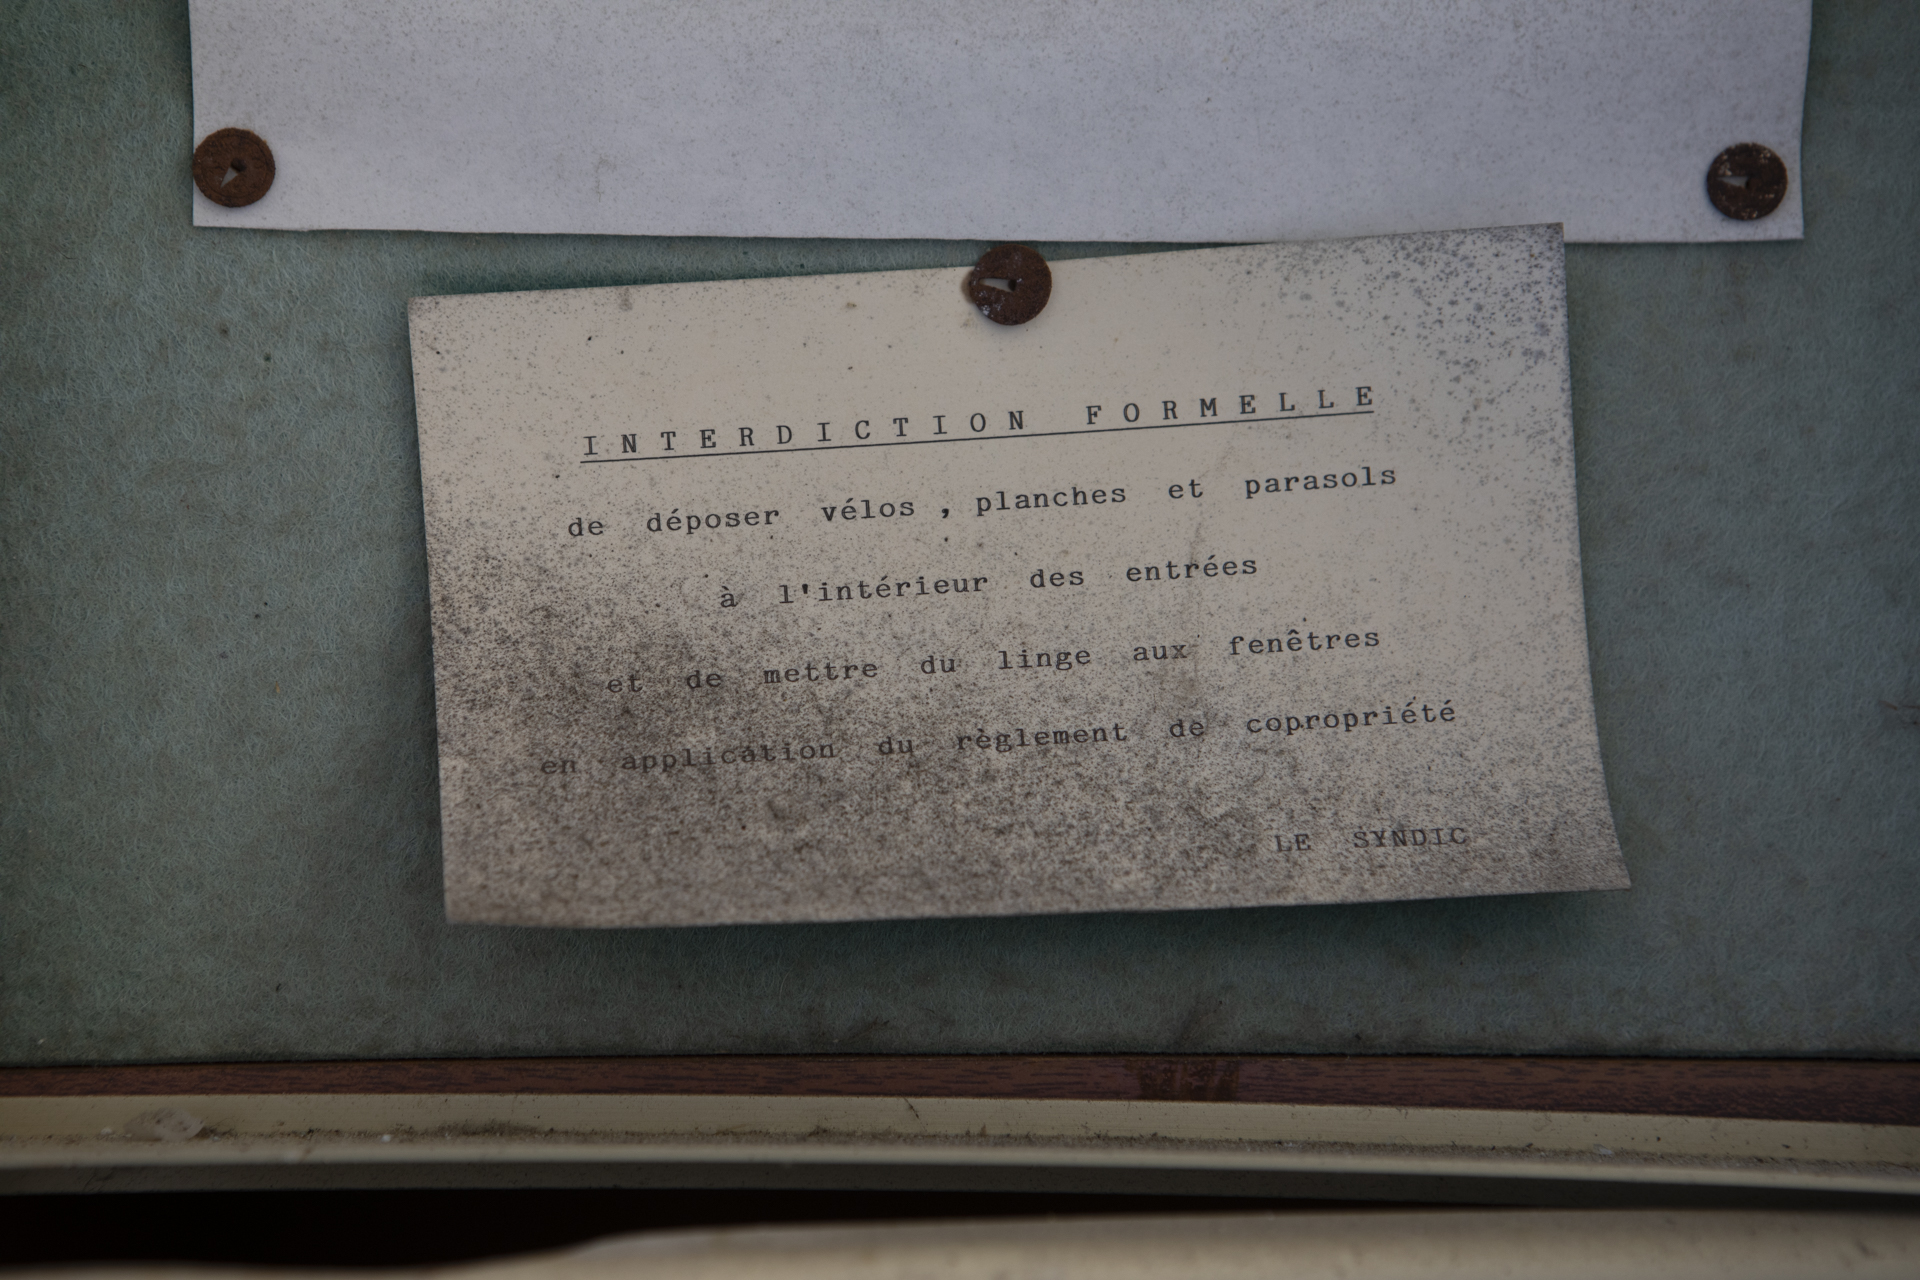 INTERDICTION FORMELLE
de déposer vélos , planches et parasols
à l'intérieur des entrées
et de mettre du linge aux fenêtres
en application du règlement de copropriété
LE SYNDIC